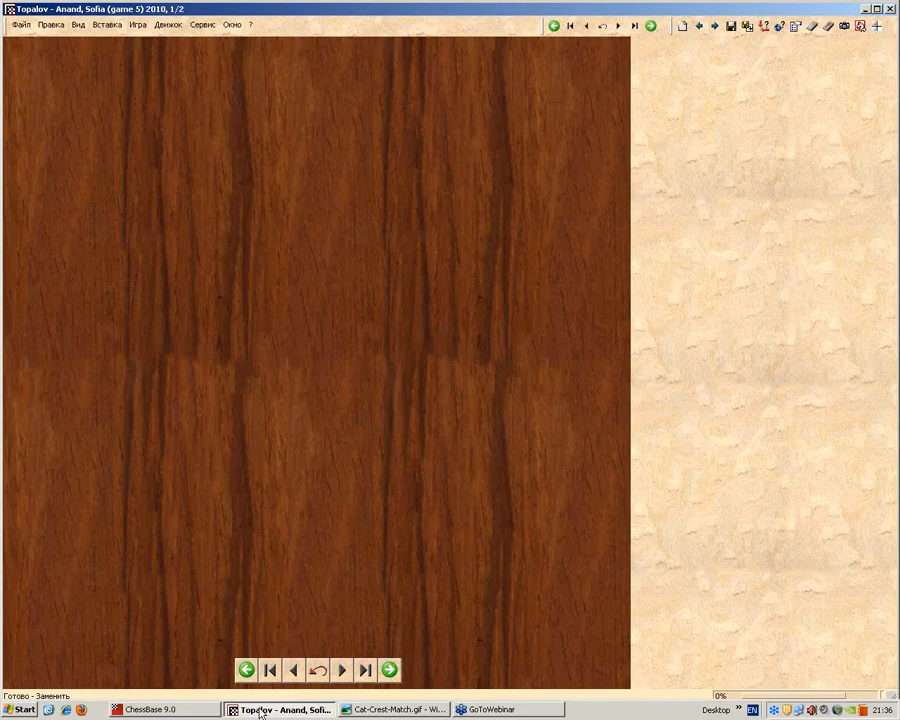 Topalov - Anand, Sofia (game 5) 2010, 1/2
Файл Правка Вид Вставка Игра Движок Сервис Окно ?
Готово - Заменить
0%
Start
ChessBase 9.0
Topalov - Anand, Sofi...
Cat-Crest-Match.gif - Wi...
GoToWebinar
Desktop
EN
21:36